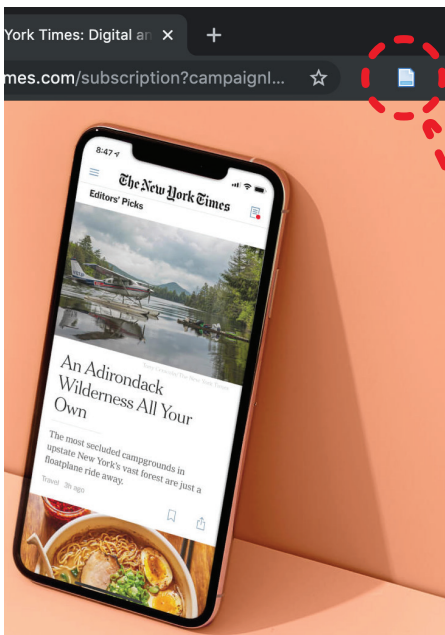 York Times: Digital an
mes.com/subscription?campaignI...
8:47
The New York Times
Editors' Picks
An Adirondack
Wilderness All Your
Own
The most secluded campgrounds in
upstate New York's vast forest are just a
floatplane ride away.
Travel 3h ago